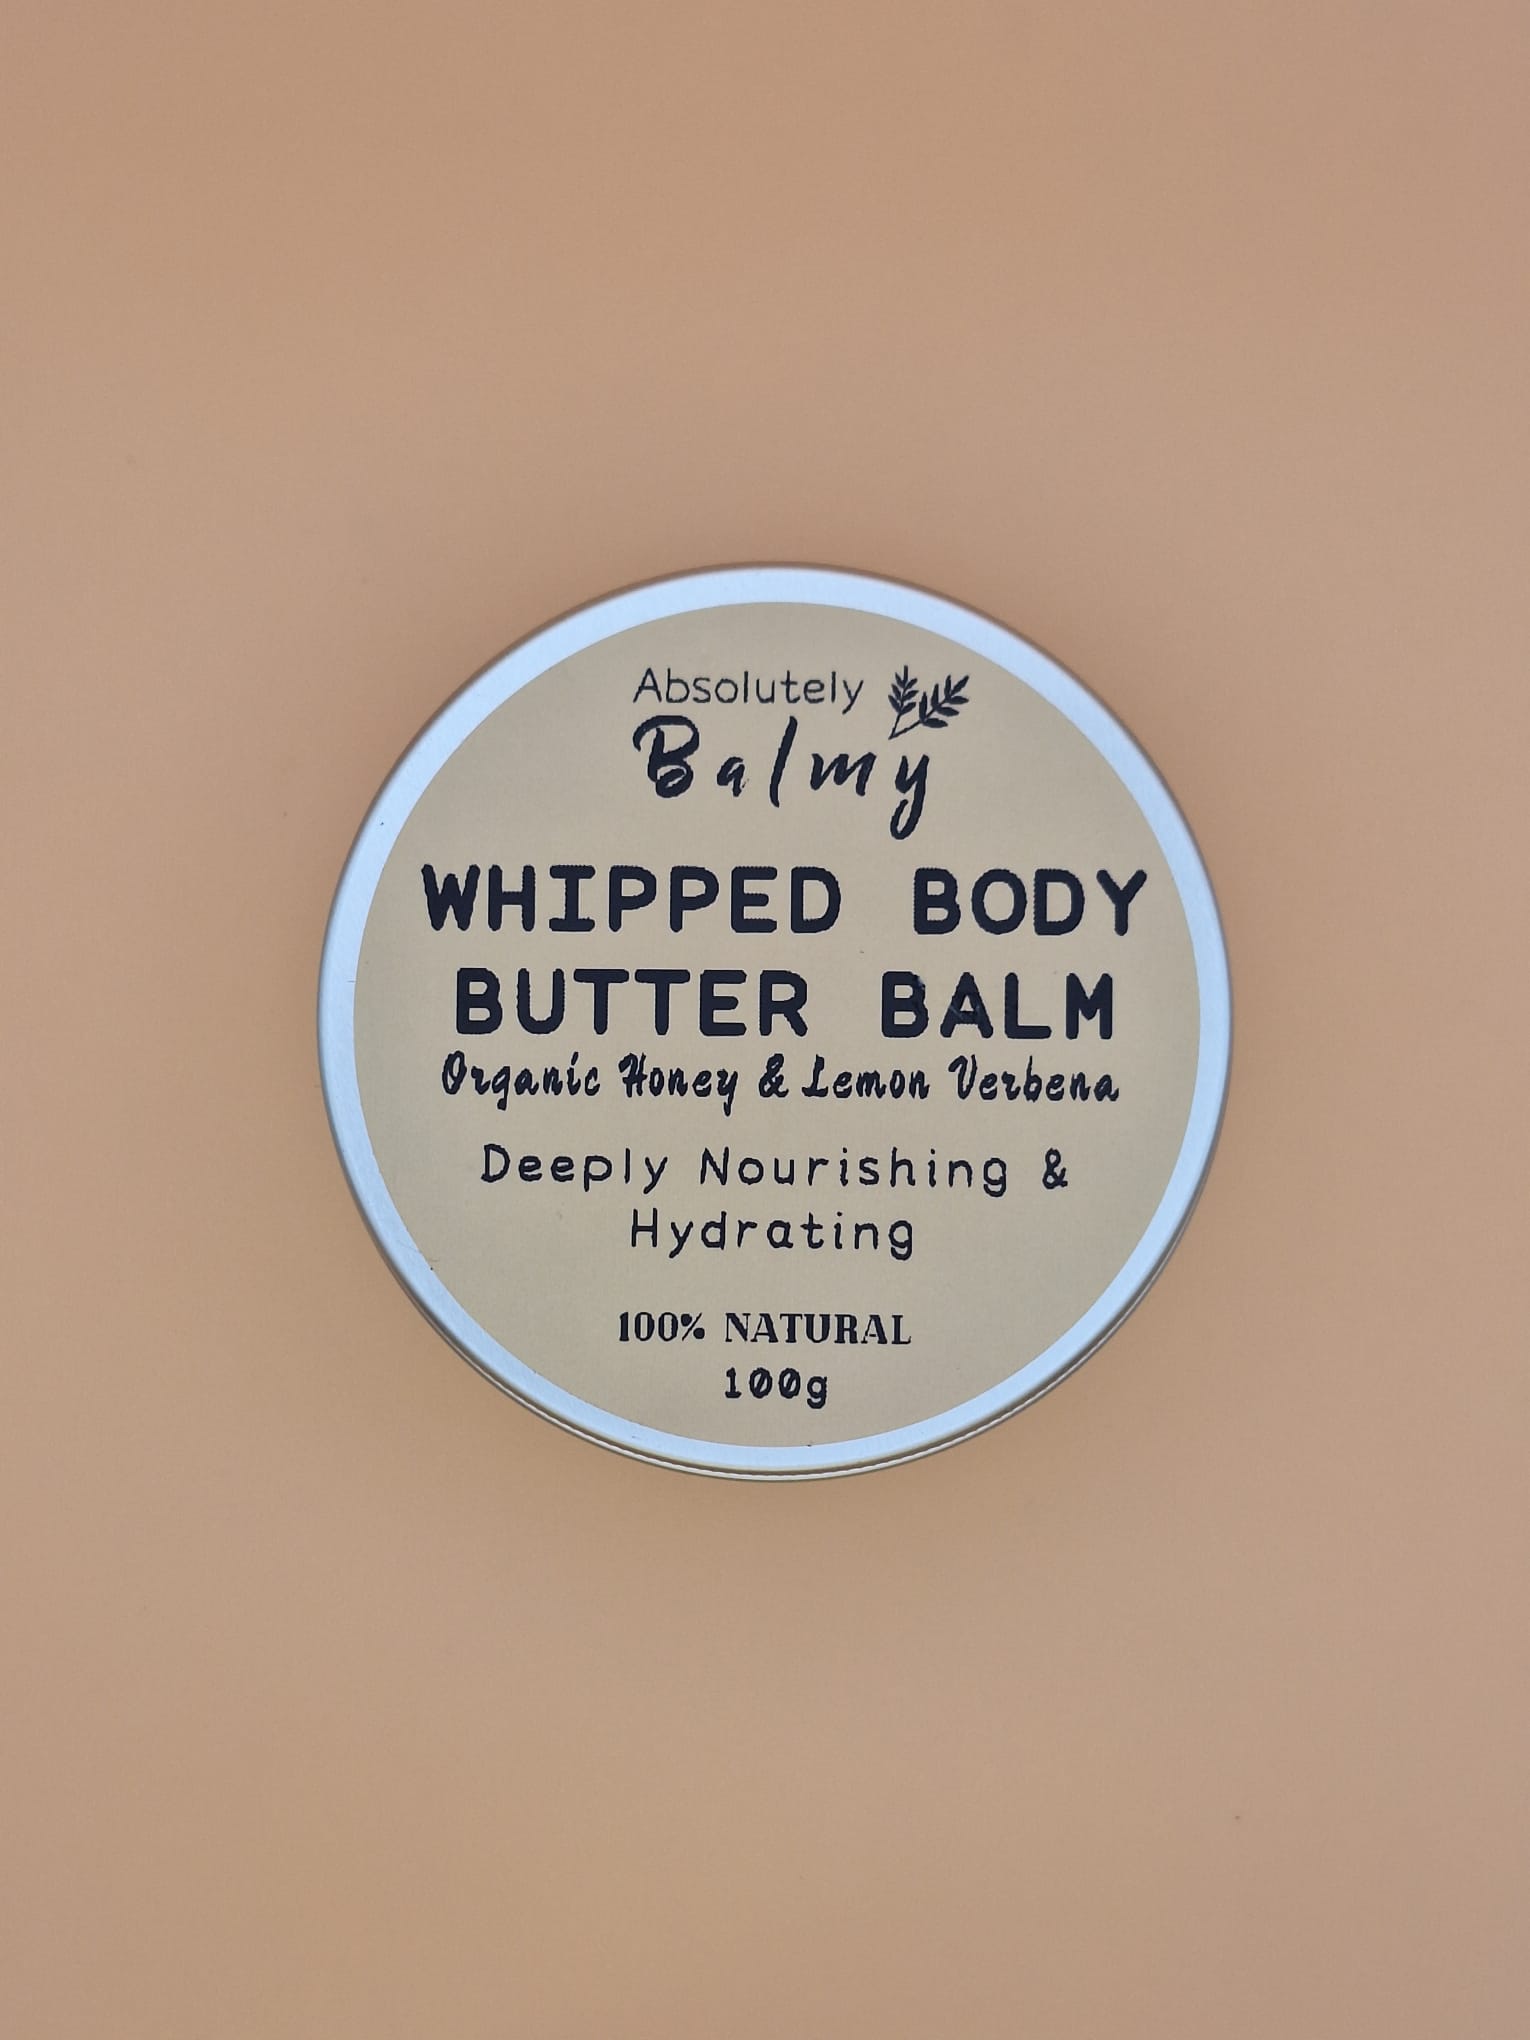 Absolutely
Balmy
WHIPPED BODY
BUTTER BALM
Organic Honey & Lemon Verbena
Deeply Nourishing &
Hydrating
100% NATURAL
100g